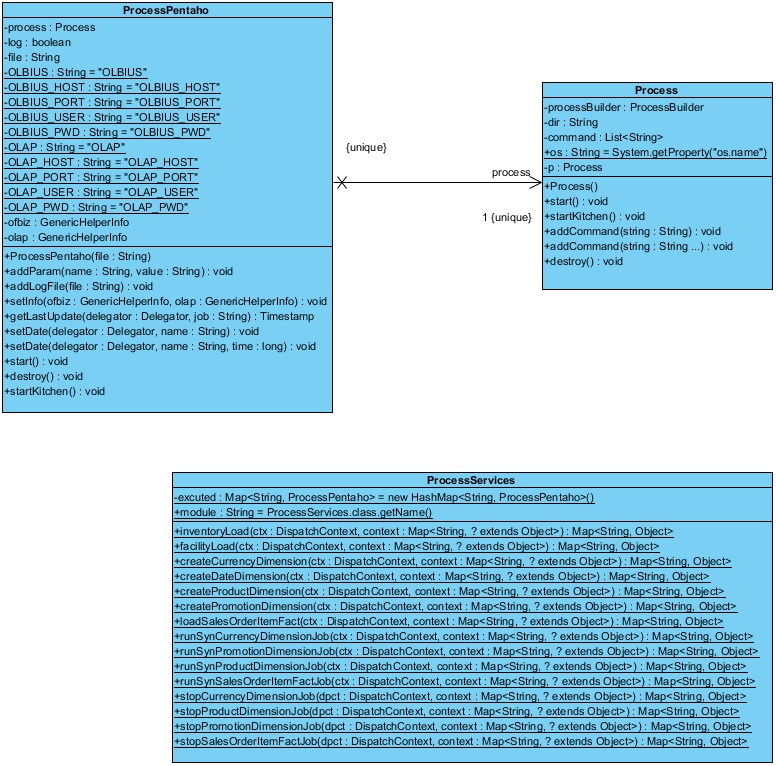 ProcessPentaho
-process : Process
-log : boolean
-file : String
-OLBIUS : String = "OLBIUS"
-OLBIUS_HOST : String = "OLBIUS_HOST"
-OLBIUS_PORT : String = "OLBIUS_PORT"
-OLBIUS_USER : String = "OLBIUS_USER"
-OLBIUS_PWD : String = "OLBIUS_PWD"
-OLAP : String = "OLAP"
-OLAP_HOST : String = "OLAP_HOST"
-OLAP_PORT : String = "OLAP_PORT"
-OLAP_USER : String = "OLAP_USER"
-OLAP_PWD : String = "OLAP_PWD"
-ofbiz : GenericHelperInfo
-olap : GenericHelperInfo
+ProcessPentaho(file : String)
+addParam(name : String, value : String) : void
+addLogFile(file : String) : void
+setInfo(ofbiz : GenericHelperInfo, olap : GenericHelperInfo) : void
+getLastUpdate(delegator : Delegator, job : String) : Timestamp
+setDate(delegator : Delegator, name : String) : void
+setDate(delegator : Delegator, name : String, time : long) : void
+start() : void
+destroy() : void
+startKitchen() : void
{unique}
process
1 {unique}
Process
-processBuilder : ProcessBuilder
-dir : String
-command : List<String>
+os : String = System.getProperty("os.name")
-p : Process
+Process()
+start() : void
+startKitchen() : void
+addCommand(string : String) : void
+addCommand(string : String ...) : void
+destroy() : void
ProcessServices
-excuted : Map<String, ProcessPentaho> = new HashMap<String, ProcessPentaho>()
+module : String = ProcessServices.class.getName()
+inventoryLoad(ctx : DispatchContext, context : Map<String, ? extends Object>) : Map<String, Object>
+facilityLoad(ctx : DispatchContext, context : Map<String, ? extends Object>) : Map<String, Object>
+createCurrencyDimension(ctx : DispatchContext, context : Map<String, ? extends Object>) : Map<String, Object>
+createDateDimension(ctx : DispatchContext, context : Map<String, ? extends Object>) : Map<String, Object>
+createProductDimension(ctx : DispatchContext, context : Map<String, ? extends Object>) : Map<String, Object>
+createPromotionDimension(ctx : DispatchContext, context : Map<String, ? extends Object>) : Map<String, Object>
+loadSalesOrderItemFact(ctx : DispatchContext, context : Map<String, ? extends Object>) : Map<String, Object>
+runSynCurrencyDimensionJob(ctx : DispatchContext, context : Map<String, ? extends Object>) : Map<String, Object>
+runSynPromotionDimensionJob(ctx : DispatchContext, context : Map<String, ? extends Object>) : Map<String, Object>
+runSynProductDimensionJob(ctx : DispatchContext, context : Map<String, ? extends Object>) : Map<String, Object>
+runSynSalesOrderItemFactJob(ctx : DispatchContext, context : Map<String, ? extends Object>) : Map<String, Object>
+stopCurrencyDimensionJob(dpct : DispatchContext, context : Map<String, ? extends Object>) : Map<String, Object>
+stopProductDimensionJob(dpct : DispatchContext, context : Map<String, ? extends Object>) : Map<String, Object>
+stopPromotionDimensionJob(dpct : DispatchContext, context : Map<String, ? extends Object>) : Map<String, Object>
+stopSalesOrderItemFactJob(dpct : DispatchContext, context : Map<String, ? extends Object>) : Map<String, Object>